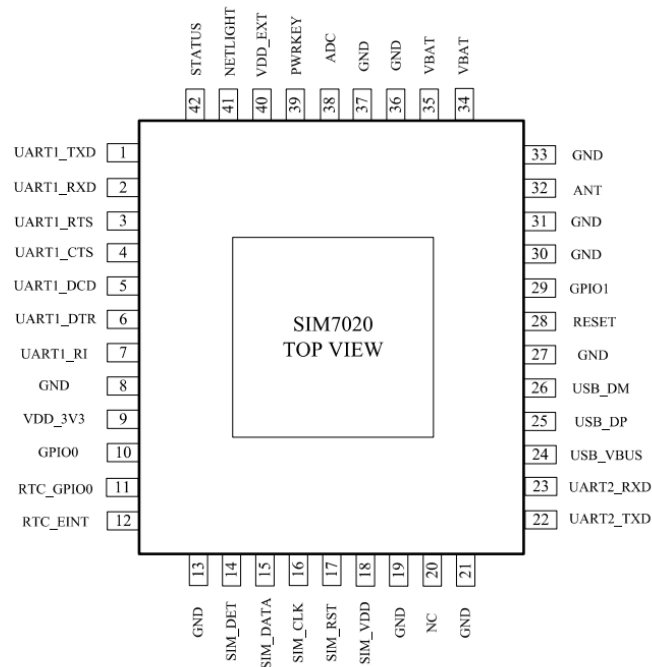 STATUS
NETLIGHT
VDD_EXT
PWRKEY
ADC
GND
GND
VBAT
VBAT
42
41
40
39
38
37
36
35
34
UART1_TXD 1
UART1_RXD 2
UART1_RTS 3
UART1_CTS 4
UART1_DCD 5
UART1_DTR 6
UART1_RI 7
GND 8
VDD_3V3 9
GPIO0 10
RTC_GPIO0 11
RTC_EINT 12
SIM7020
TOP VIEW
33 GND
32 ANT
31 GND
30 GND
29 GPIO1
28 RESET
27 GND
26 USB_DM
25 USB_DP
24 USB_VBUS
23 UART2_RXD
22 UART2_TXD
13
14
15
16
17
18
19
20
21
GND
SIM_DET
SIM_DATA
SIM_CLK
SIM_RST
SIM_VDD
GND
NC
GND